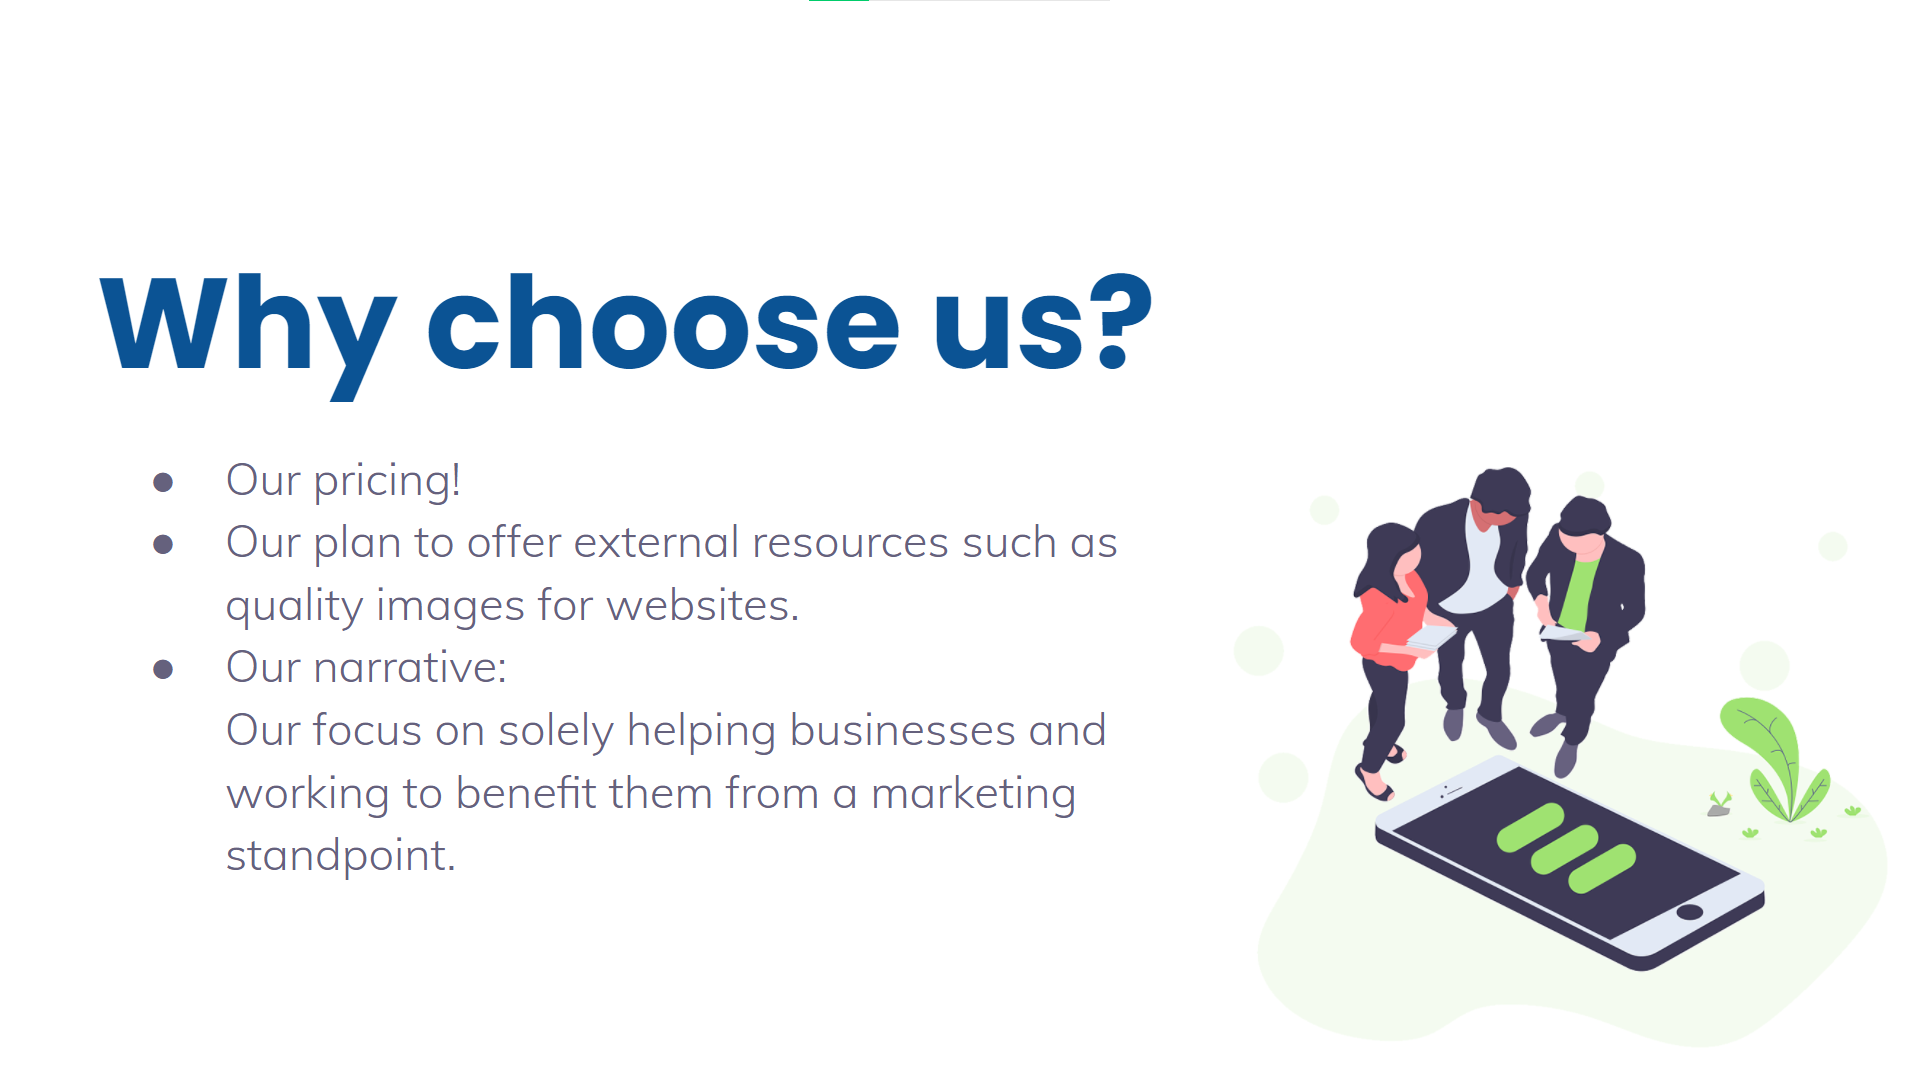 Why choose us?
● Our pricing!
● Our plan to offer external resources such as
quality images for websites.
● Our narrative:
Our focus on solely helping businesses and
working to benefit them from a marketing
standpoint.